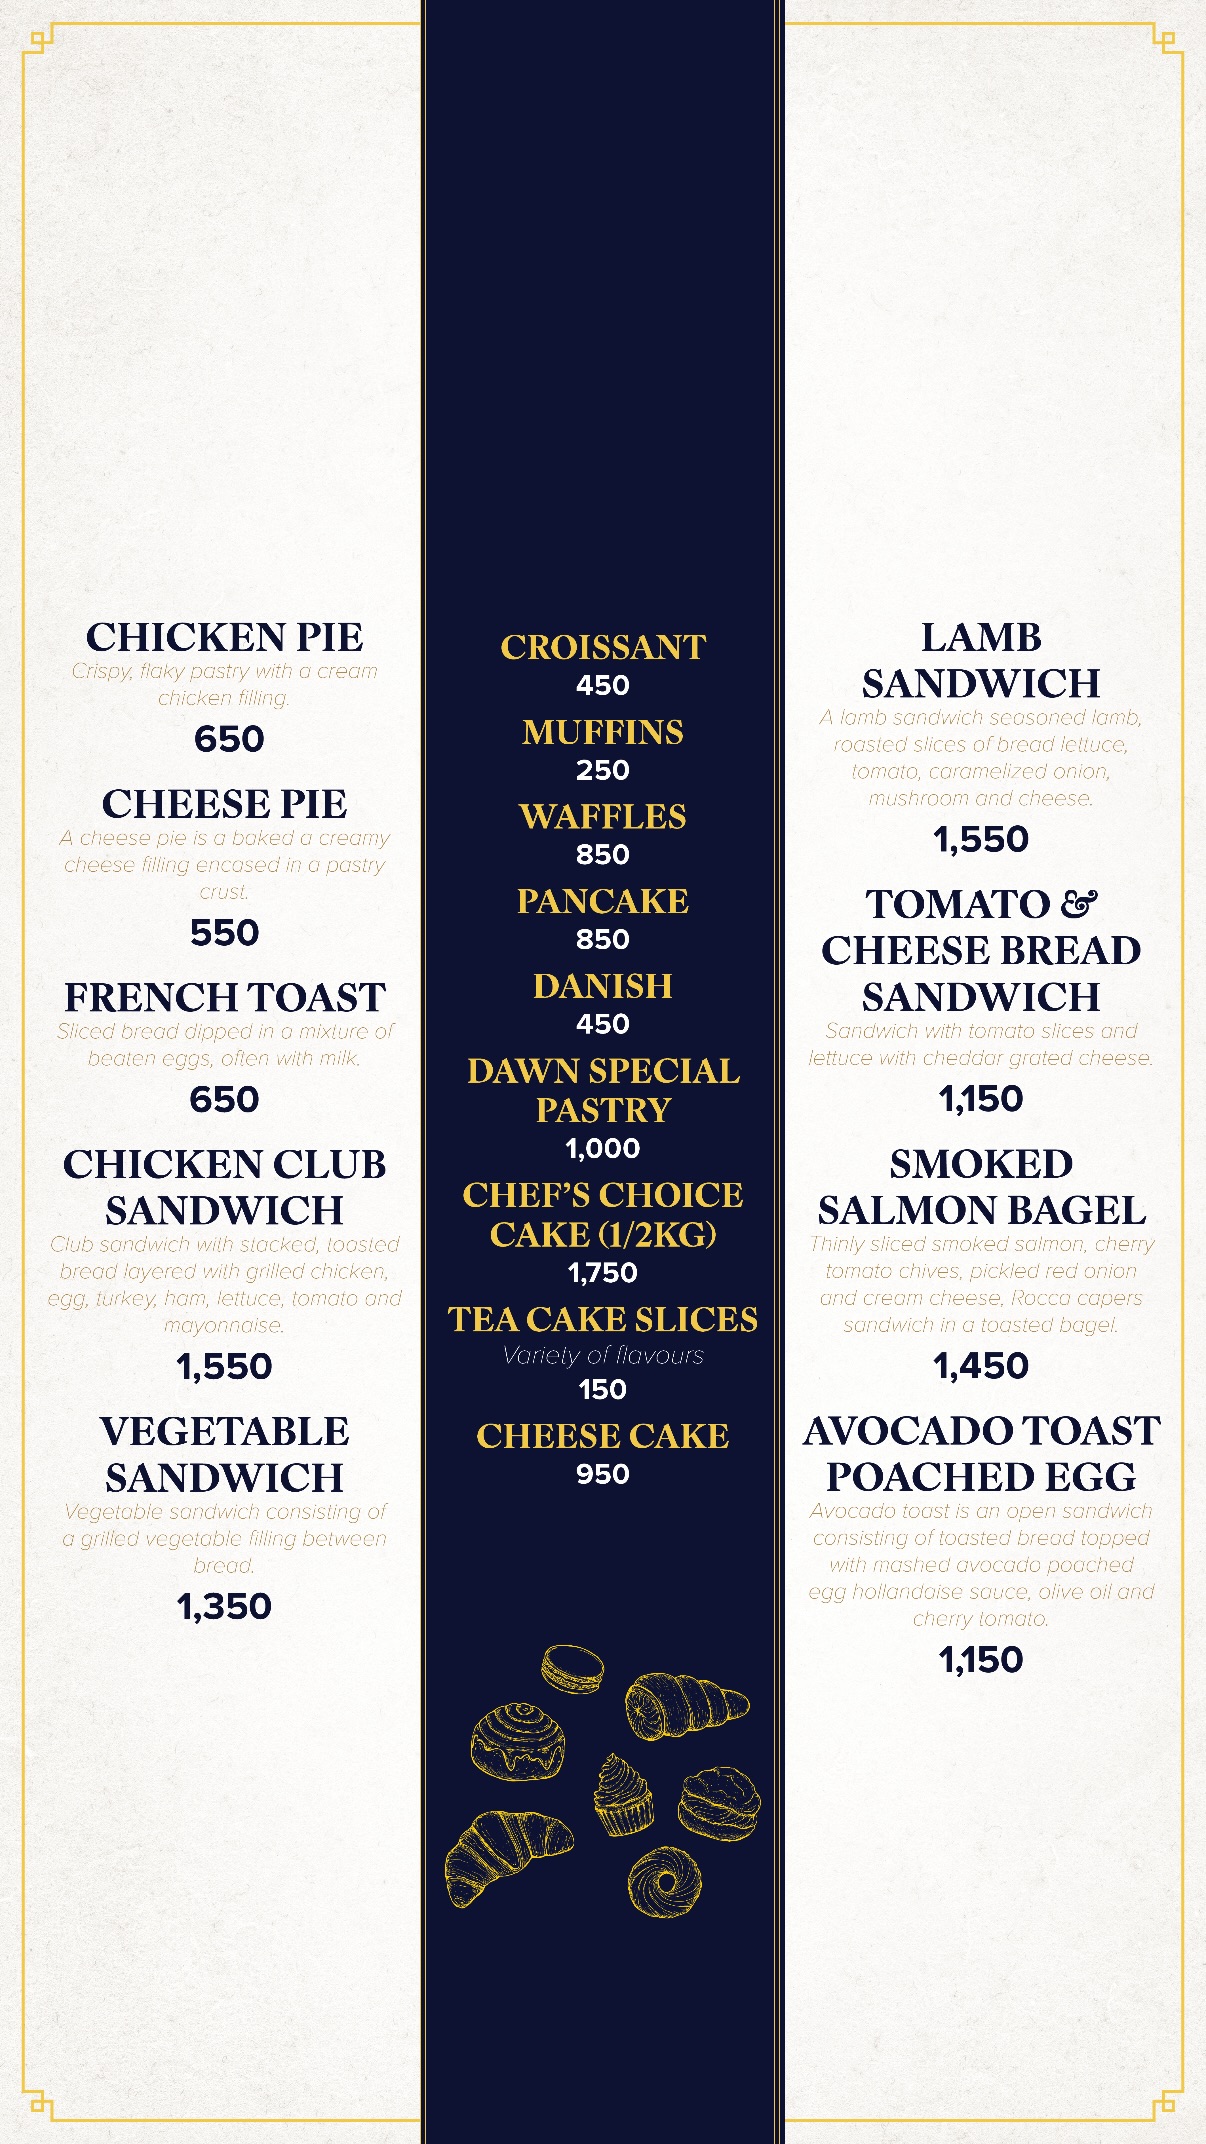 CHICKEN PIE
Crispy, flaky pastry with a cream
chicken filling.
650
CHEESE PIE
A cheese pie is a baked a creamy
cheese filling encased in a pastry
crust.
550
FRENCH TOAST
Sliced bread dipped in a mixture of
beaten eggs, often with milk.
650
CHICKEN CLUB
SANDWICH
Club sandwich with stacked, toasted
bread layered with grilled chicken,
egg, turkey, ham, lettuce, tomato and
mayonnaise.
1,550
VEGETABLE
SANDWICH
Vegetable sandwich consisting of
a grilled vegetable filling between
bread.
1,350
CROISSANT
450
MUFFINS
250
WAFFLES
850
PANCAKE
850
DANISH
450
DAWN SPECIAL
PASTRY
1,000
CHEF’S CHOICE
CAKE (1/2KG)
1,750
TEA CAKE SLICES
Variety of flavours
150
CHEESE CAKE
950
LAMB
SANDWICH
A lamb sandwich seasoned lamb,
roasted slices of bread lettuce,
tomato, caramelized onion,
mushroom and cheese.
1,550
TOMATO &
CHEESE BREAD
SANDWICH
Sandwich with tomato slices and
lettuce with cheddar grated cheese.
1,150
SMOKED
SALMON BAGEL
Thinly sliced smoked salmon, cherry
tomato chives, pickled red onion
and cream cheese, Rocca capers
sandwich in a toasted bagel.
1,450
AVOCADO TOAST
POACHED EGG
Avocado toast is an open sandwich
consisting of toasted bread topped
with mashed avocado poached
egg hollandaise sauce, olive oil and
cherry tomato.
1,150